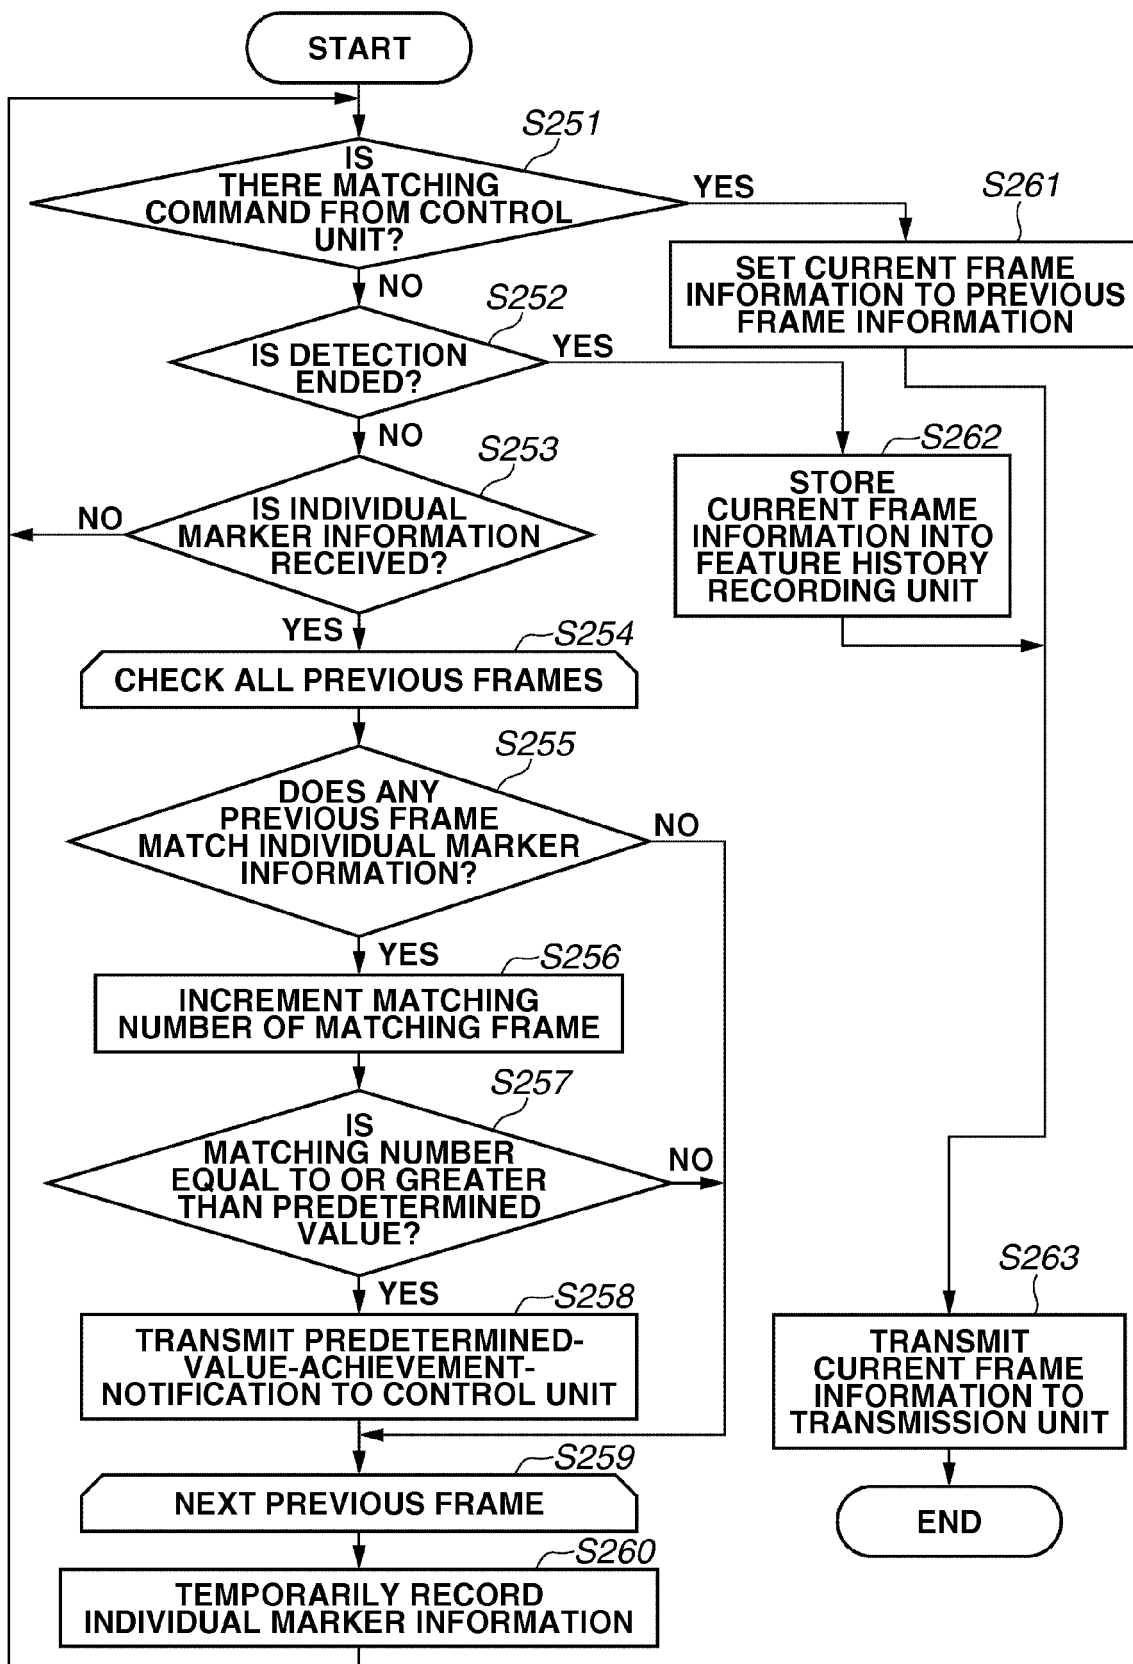 START
S251
IS
THERE MATCHING
COMMAND FROM CONTROL
UNIT?
YES
NO
S261
SET CURRENT FRAME
INFORMATION TO PREVIOUS
FRAME INFORMATION
S252
IS DETECTION
ENDED?
YES
NO
S262
STORE
CURRENT FRAME
INFORMATION INTO
FEATURE HISTORY
RECORDING UNIT
S253
IS INDIVIDUAL
MARKER INFORMATION
RECEIVED?
NO
YES
S254
CHECK ALL PREVIOUS FRAMES
S255
DOES ANY
PREVIOUS FRAME
MATCH INDIVIDUAL MARKER
INFORMATION?
NO
YES
S256
INCREMENT MATCHING
NUMBER OF MATCHING FRAME
S257
IS
MATCHING NUMBER
EQUAL TO OR GREATER
THAN PREDETERMINED
VALUE?
NO
YES
S258
TRANSMIT PREDETERMINED-
VALUE-ACHIEVEMENT-
NOTIFICATION TO CONTROL UNIT
S263
TRANSMIT
CURRENT FRAME
INFORMATION TO
TRANSMISSION UNIT
S259
NEXT PREVIOUS FRAME
END
S260
TEMPORARILY RECORD
INDIVIDUAL MARKER INFORMATION